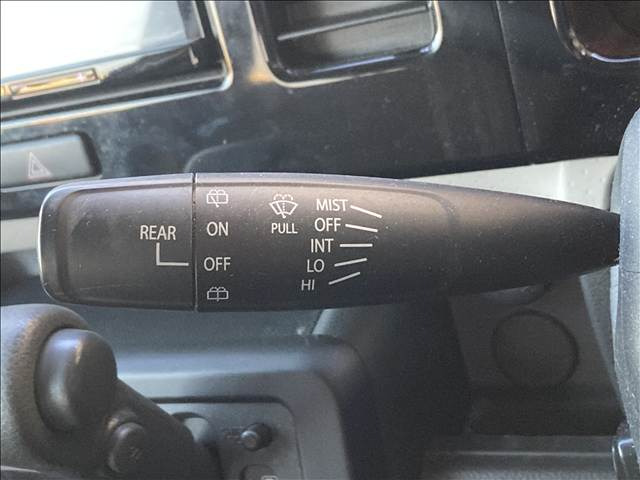 REAR
ON
OFF
PULL
MIST
OFF
INT
LO
HI